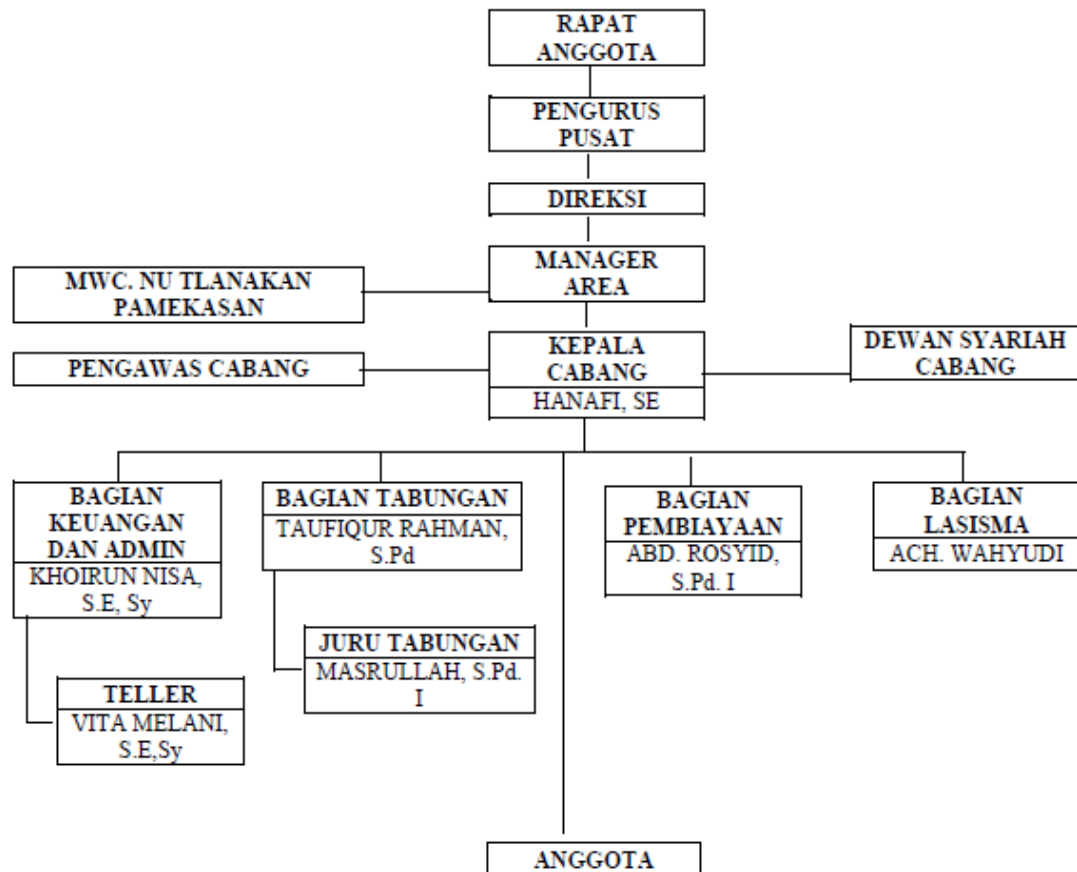 RAPAT
ANGGOTA
PENGURUS
PUSAT
DIREKSI
MANAGER
AREA
MWC. NU TLANAKAN
PAMEKASAN
KEPALA
CABANG
HANAFI, SE
PENGAWAS CABANG
DEWAN SYARIAH
CABANG
BAGIAN
KEUANGAN
DAN ADMIN
KHOIRUN NISA,
S.E, Sy
BAGIAN TABUNGAN
TAUFIQUR RAHMAN,
S.Pd
BAGIAN
PEMBIAYAAN
ABD. ROSYID,
S.Pd. I
BAGIAN
LASISMA
ACH. WAHYUDI
JURU TABUNGAN
MASRULLAH, S.Pd.
I
TELLER
VITA MELANI,
S.E,Sy
ANGGOTA